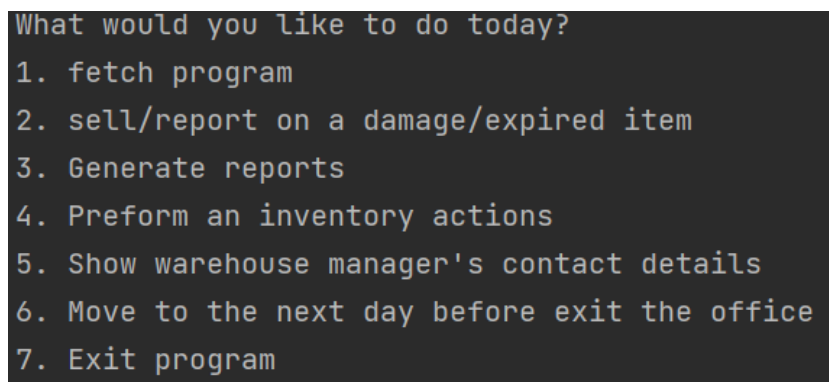 What would you like to do today?
1. fetch program
2. sell/report on a damage/expired item
3. Generate reports
4. Preform an inventory actions
5. Show warehouse manager's contact details
6. Move to the next day before exit the office
7. Exit program